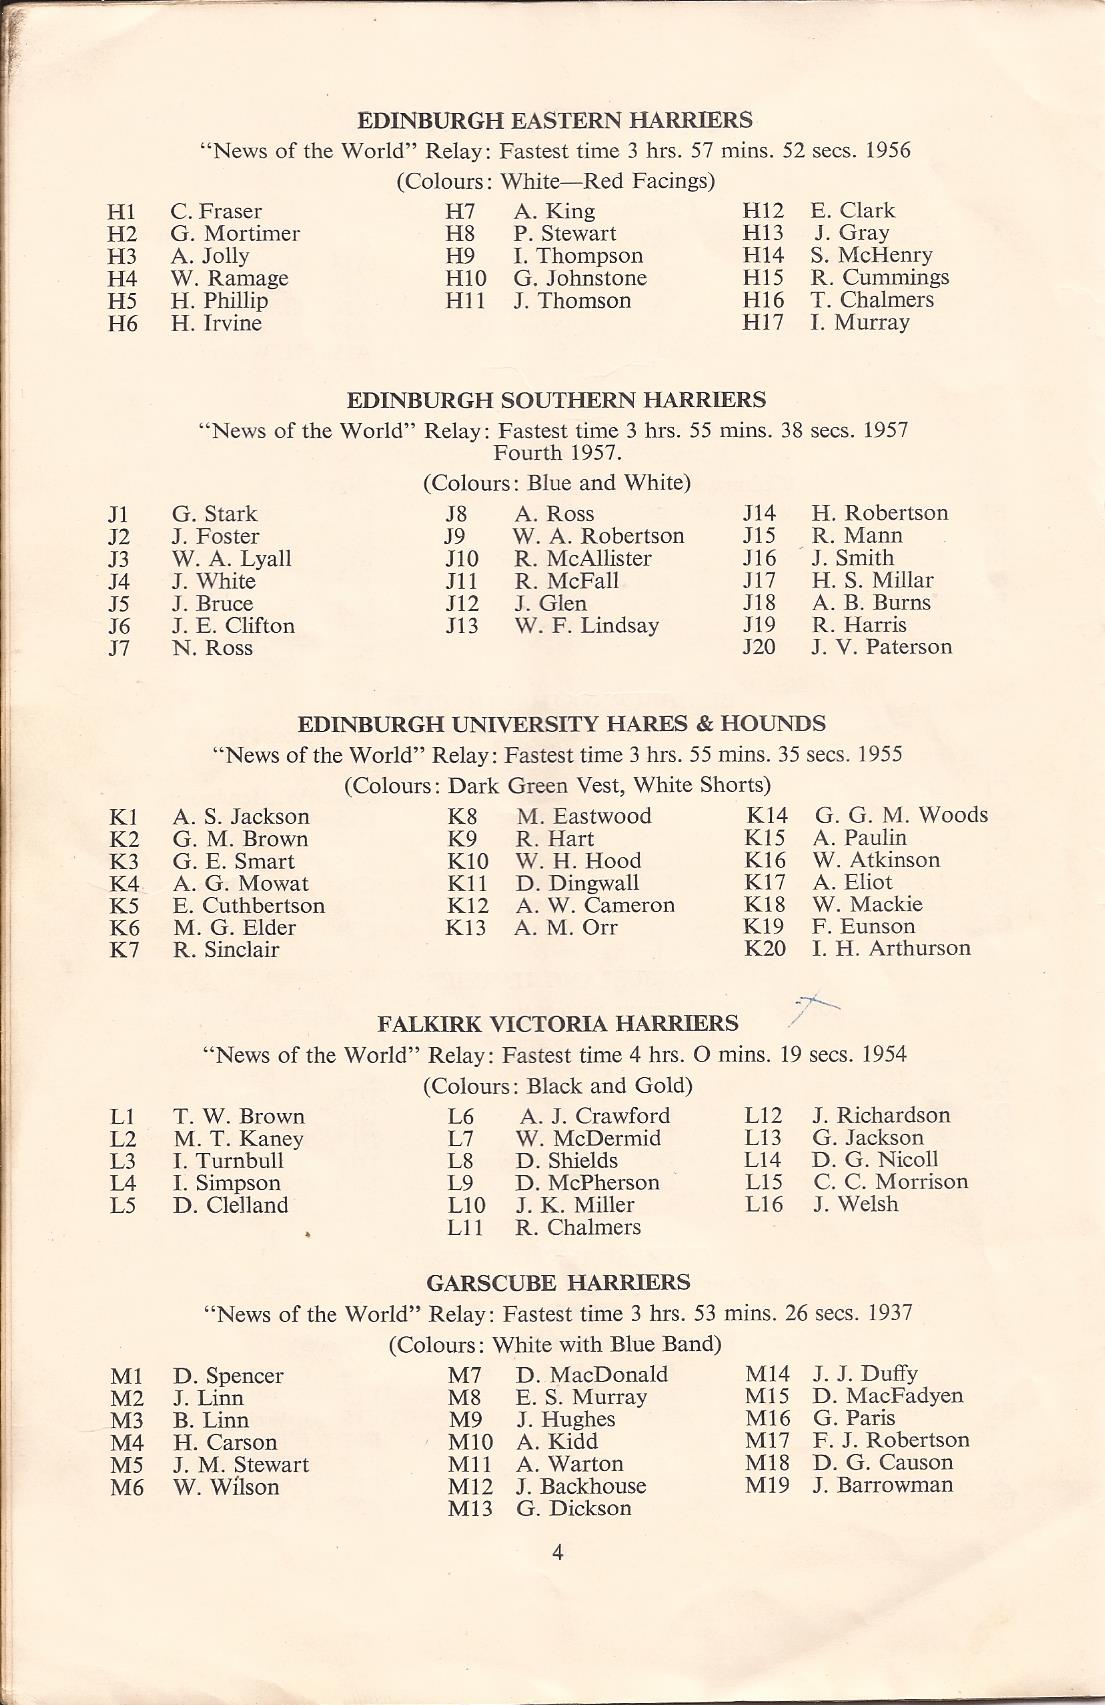 EDINBURGH EASTERN HARRIERS
“News of the World” Relay: Fastest time 3 hrs. 57 mins. 52 secs. 1956
(Colours: White—Red Facings)
H1 C. Fraser H7 A. King H12 E. Clark
H2 G. Mortimer H8 P. Stewart H13 J. Gray
H3 A. Jolly H9 I. Thompson H14 S. McHenry
H4 W. Ramage H10 G. Johnstone H15 R. Cummings
H5 H. Phillip H11 J. Thomson H16 T. Chalmers
H6 H. Irvine H17 I. Murray
EDINBURGH SOUTHERN HARRIERS
“News of the World” Relay: Fastest time 3 hrs. 55 mins. 38 secs. 1957
Fourth 1957.
(Colours: Blue and White)
J1 G. Stark J8 A. Ross J14 H. Robertson
J2 J. Foster J9 W. A. Robertson J15 R. Mann
J3 W. A. Lyall J10 R. McAllister J16 J. Smith
J4 J. White J11 R. McFall J17 H. S. Millar
J5 J. Bruce J12 J. Glen J18 A. B. Burns
J6 J. E. Clifton J13 W. F. Lindsay J19 R. Harris
J7 N. Ross J20 J. V. Paterson
EDINBURGH UNIVERSITY HARES & HOUNDS
“News of the World” Relay: Fastest time 3 hrs. 55 mins. 35 secs. 1955
(Colours: Dark Green Vest, White Shorts)
K1 A. S. Jackson K8 M. Eastwood K14 G. G. M. Woods
K2 G. M. Brown K9 R. Hart K15 A. Paulin
K3 G. E. Smart K10 W. H. Hood K16 W. Atkinson
K4 A. G. Mowat K11 D. Dingwall K17 A. Eliot
K5 E. Cuthbertson K12 A. W. Cameron K18 W. Mackie
K6 M. G. Elder K13 A. M. Orr K19 F. Eunson
K7 R. Sinclair K20 I. H. Arthurson
FALKIRK VICTORIA HARRIERS
“News of the World” Relay: Fastest time 4 hrs. O mins. 19 secs. 1954
(Colours: Black and Gold)
L1 T. W. Brown L6 A. J. Crawford L12 J. Richardson
L2 M. T. Kaney L7 W. McDermid L13 G. Jackson
L3 I. Turnbull L8 D. Shields L14 D. G. Nicoll
L4 I. Simpson L9 D. McPherson L15 C. C. Morrison
L5 D. Clelland L10 J. K. Miller L16 J. Welsh
L11 R. Chalmers
GARSCUBE HARRIERS
“News of the World” Relay: Fastest time 3 hrs. 53 mins. 26 secs. 1937
(Colours: White with Blue Band)
M1 D. Spencer M7 D. MacDonald M14 J. J. Duffy
M2 J. Linn M8 E. S. Murray M15 D. MacFadyen
M3 B. Linn M9 J. Hughes M16 G. Paris
M4 H. Carson M10 A. Kidd M17 F. J. Robertson
M5 J. M. Stewart M11 A. Warton M18 D. G. Causon
M6 W. Wilson M12 J. Backhouse M19 J. Barrowman
M13 G. Dickson
4